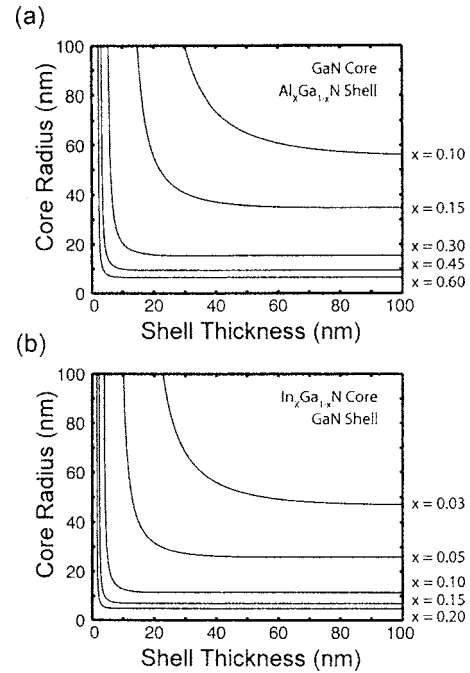 (a)
100
80
60
40
20
0
Core Radius (nm)
GaN Core
AlxGa1-xN Shell
x = 0.10
x = 0.15
x = 0.30
x = 0.45
x = 0.60
0 20 40 60 80 100
Shell Thickness (nm)
(b)
100
80
60
40
20
0
Core Radius (nm)
InxGa1-xN Core
GaN Shell
x = 0.03
x = 0.05
x = 0.10
x = 0.15
x = 0.20
0 20 40 60 80 100
Shell Thickness (nm)